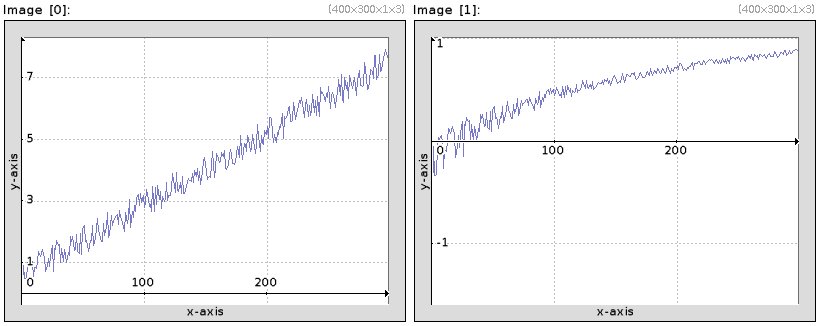 Image [0]:
(400x300x1x3)
7
5
3
1
0
100
200
y-axis
x-axis
Image [1]:
(400x300x1x3)
1
0
100
200
-1
y-axis
x-axis